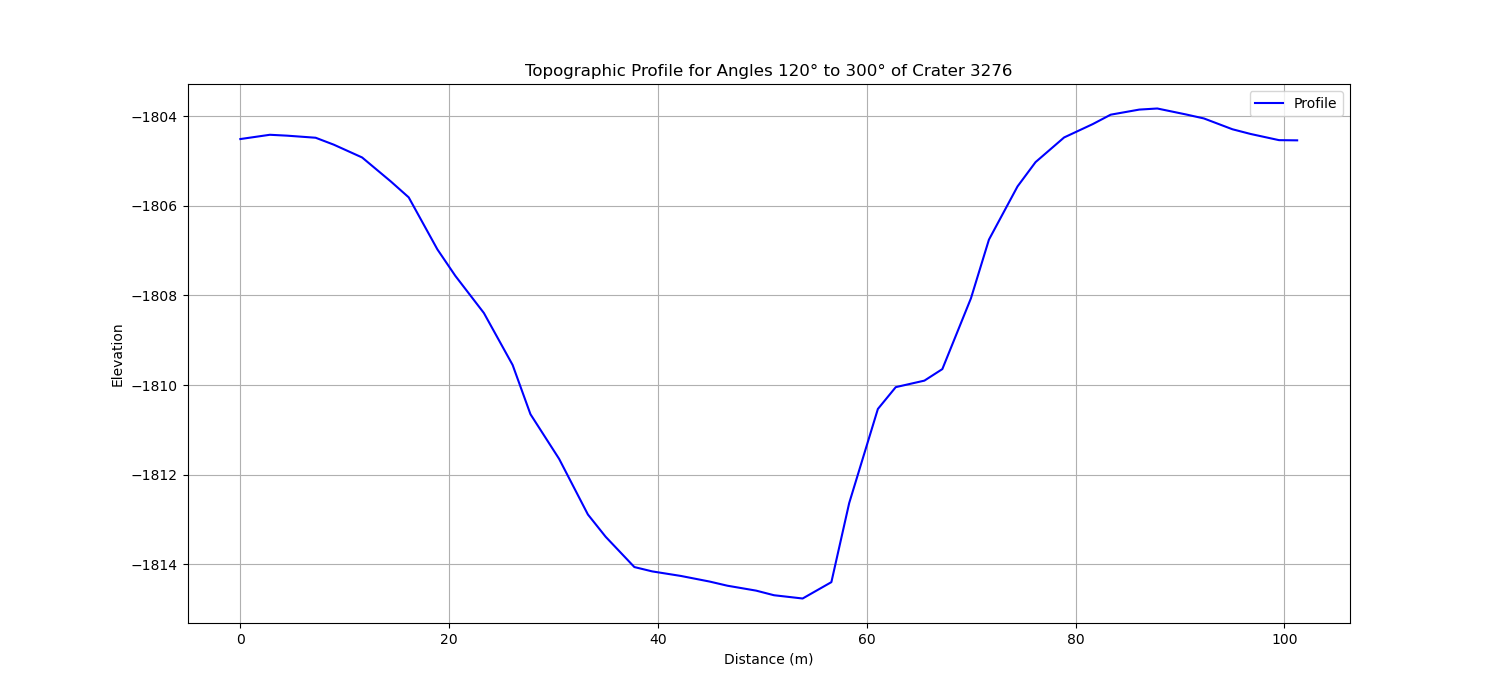 Topographic Profile for Angles 120° to 300° of Crater 3276
Profile
−1804
−1806
−1808
−1810
−1812
−1814
Elevation
0 20 40 60 80 100
Distance (m)